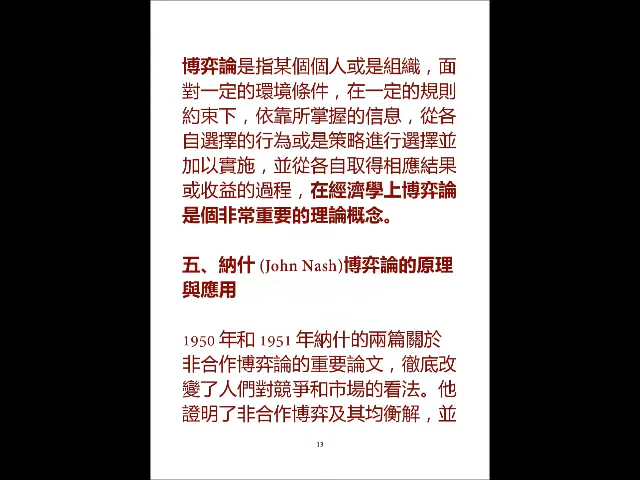 博弈論是指某個個人或是組織，面
對一定的環境條件，在一定的規則
約束下，依靠所掌握的信息，從各
自選擇的行為或是策略進行選擇並
加以實施，並從各自取得相應結果
或收益的過程，在經濟學上博弈論
是個非常重要的理論概念。
五、納什 (John Nash)博弈論的原理
與應用
1950 年和 1951 年納什的兩篇關於
非合作博弈論的重要論文，徹底改
變了人們對競爭和市場的看法。他
證明了非合作博弈及其均衡解，並
13